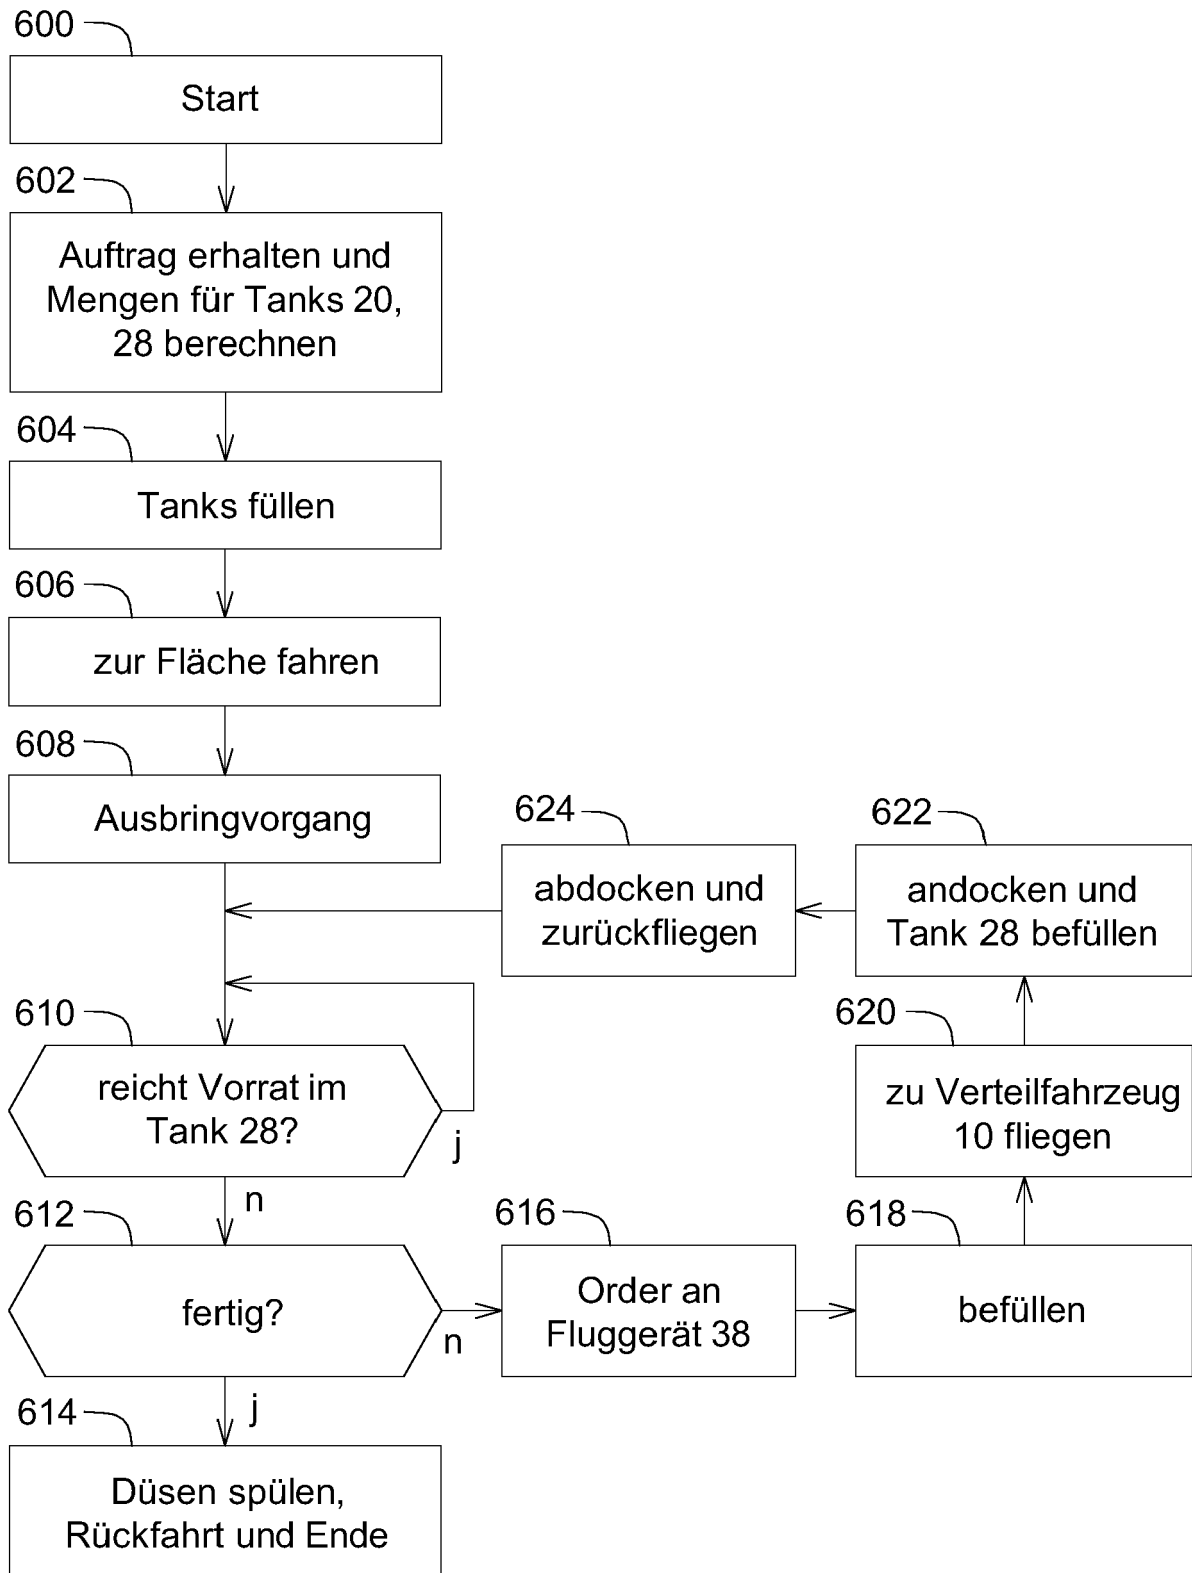 600
Start
602
Auftrag erhalten und
Mengen für Tanks 20,
28 berechnen
604
Tanks füllen
606
zur Fläche fahren
608
Ausbringvorgang
624
abdocken und
zurückfliegen
622
andocken und
Tank 28 befüllen
610
reicht Vorrat im
Tank 28?
j
n
620
zu Verteilfahrzeug
10 fliegen
612
fertig?
n
j
616
Order an
Fluggerät 38
618
befüllen
614
Düsen spülen,
Rückfahrt und Ende